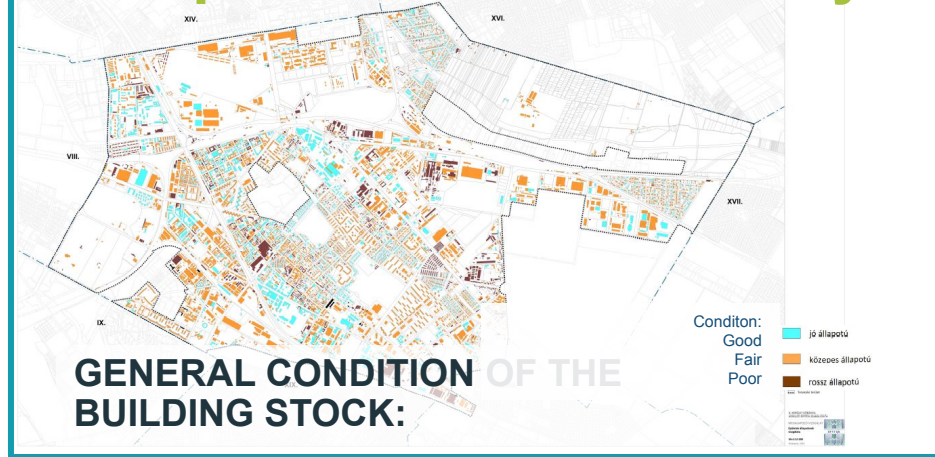 XIV.
XVI.
VIII.
XVII.
IX.
Conditon:
Good
Fair
Poor
jó állapotú
közepes állapotú
rossz állapotú
GENERAL CONDITION OF THE
BUILDING STOCK: